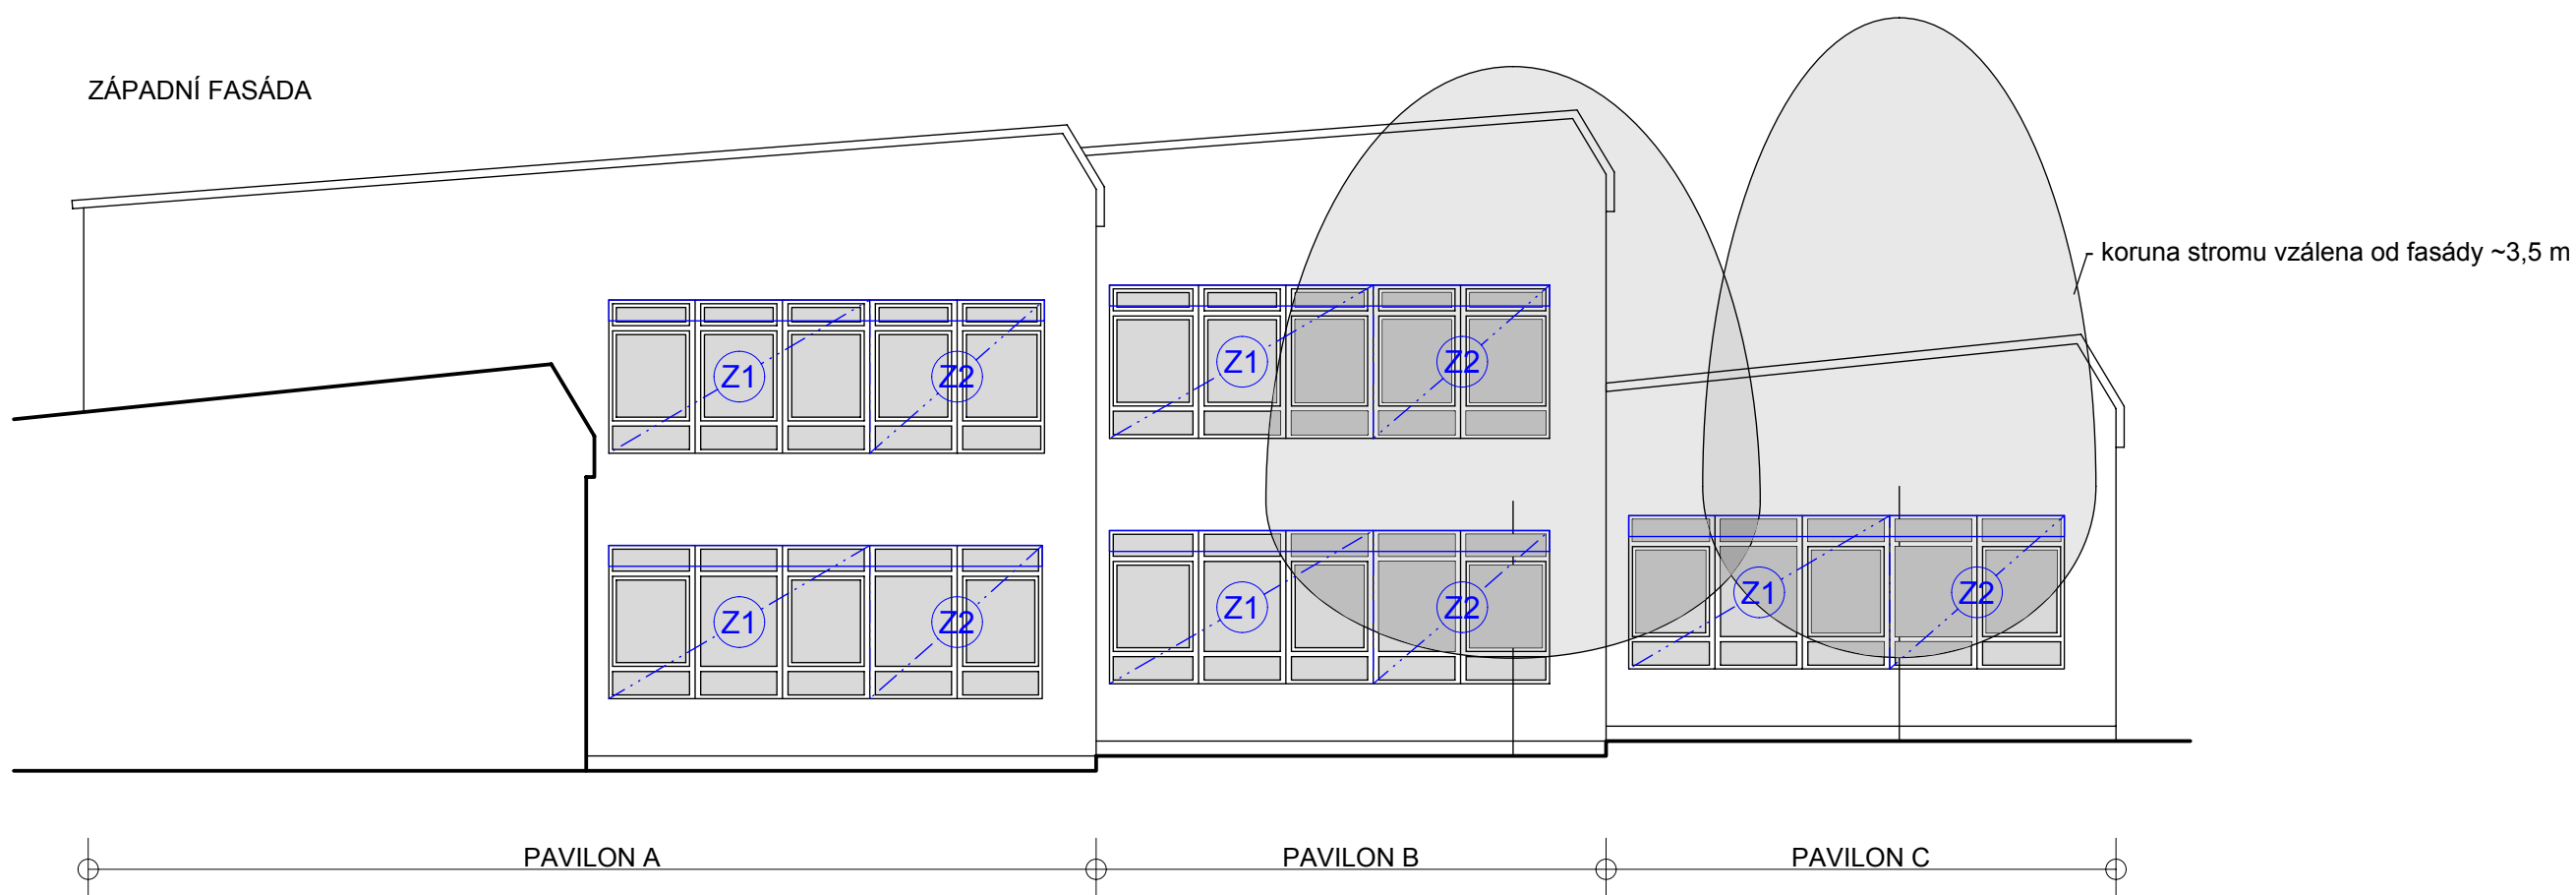 ZÁPADNÍ FASÁDA
koruna stromu vzálena od fasády ~3,5 m
Z1 Z2 Z1 Z2
Z1 Z2 Z1 Z2 Z1 Z2
PAVILON A PAVILON B PAVILON C